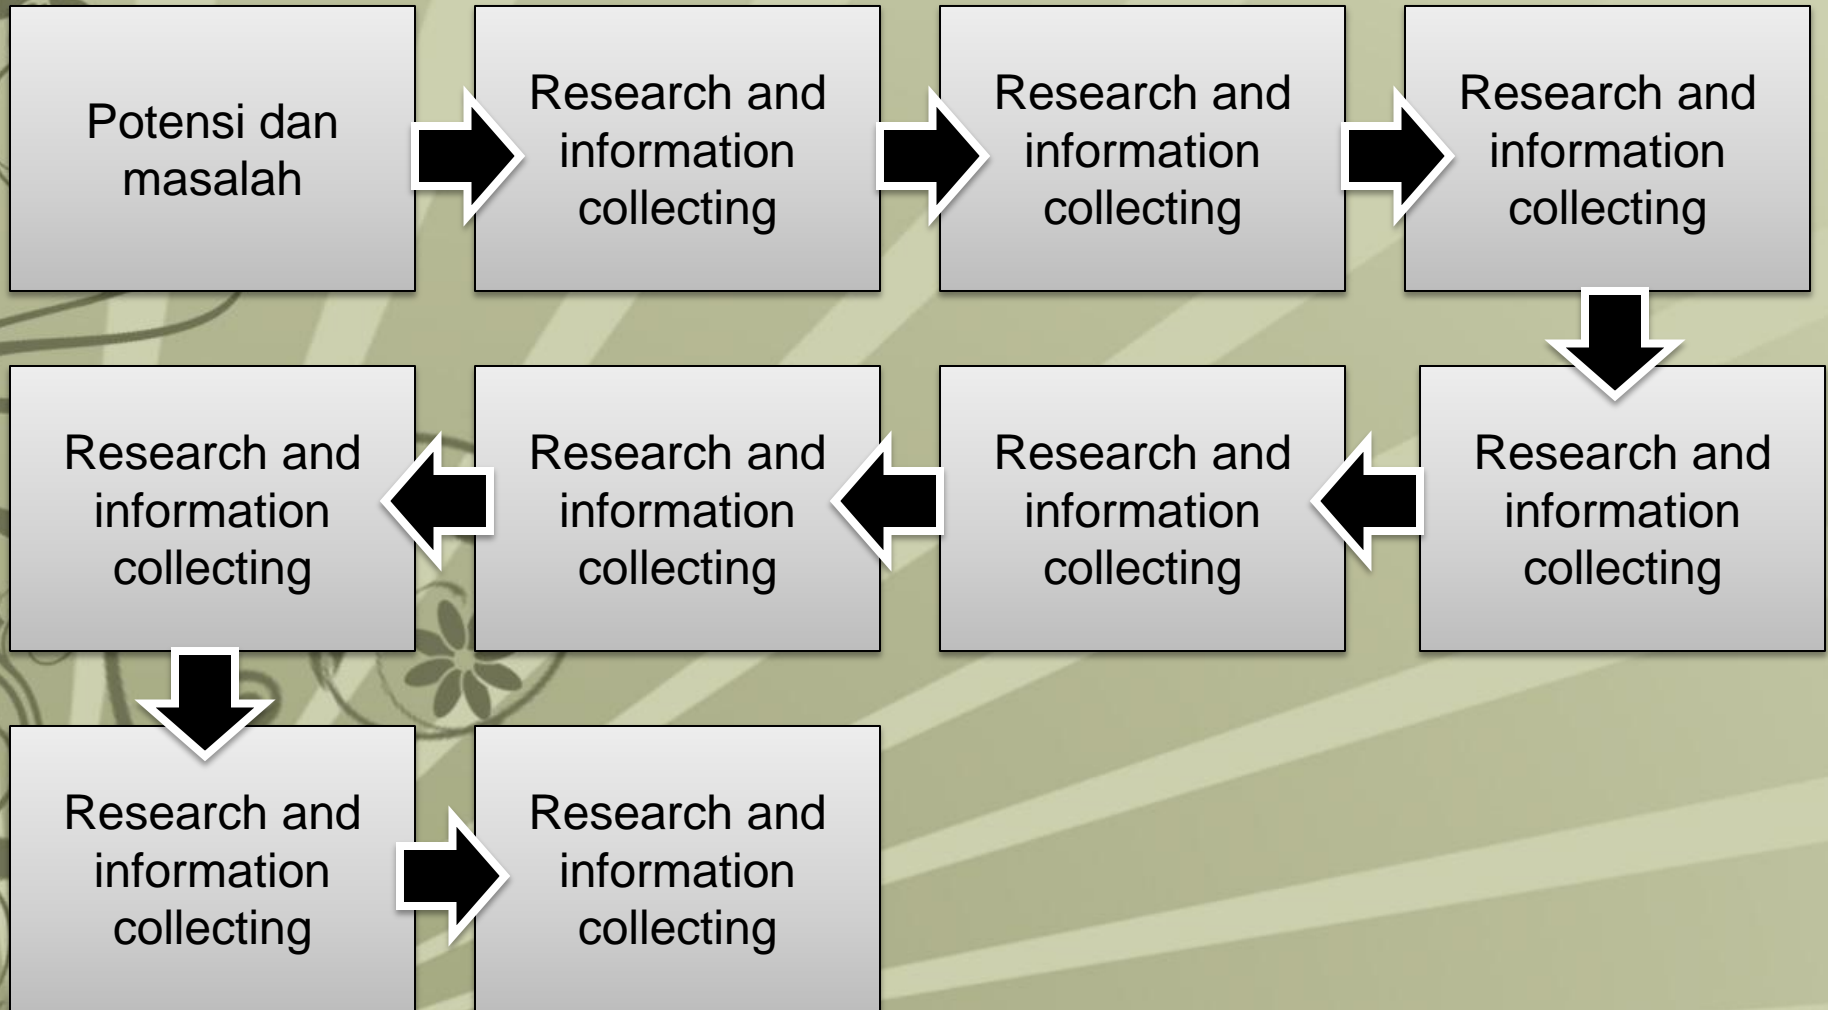 Potensi dan
masalah
Research and
information
collecting
Research and
information
collecting
Research and
information
collecting
Research and
information
collecting
Research and
information
collecting
Research and
information
collecting
Research and
information
collecting
Research and
information
collecting
Research and
information
collecting